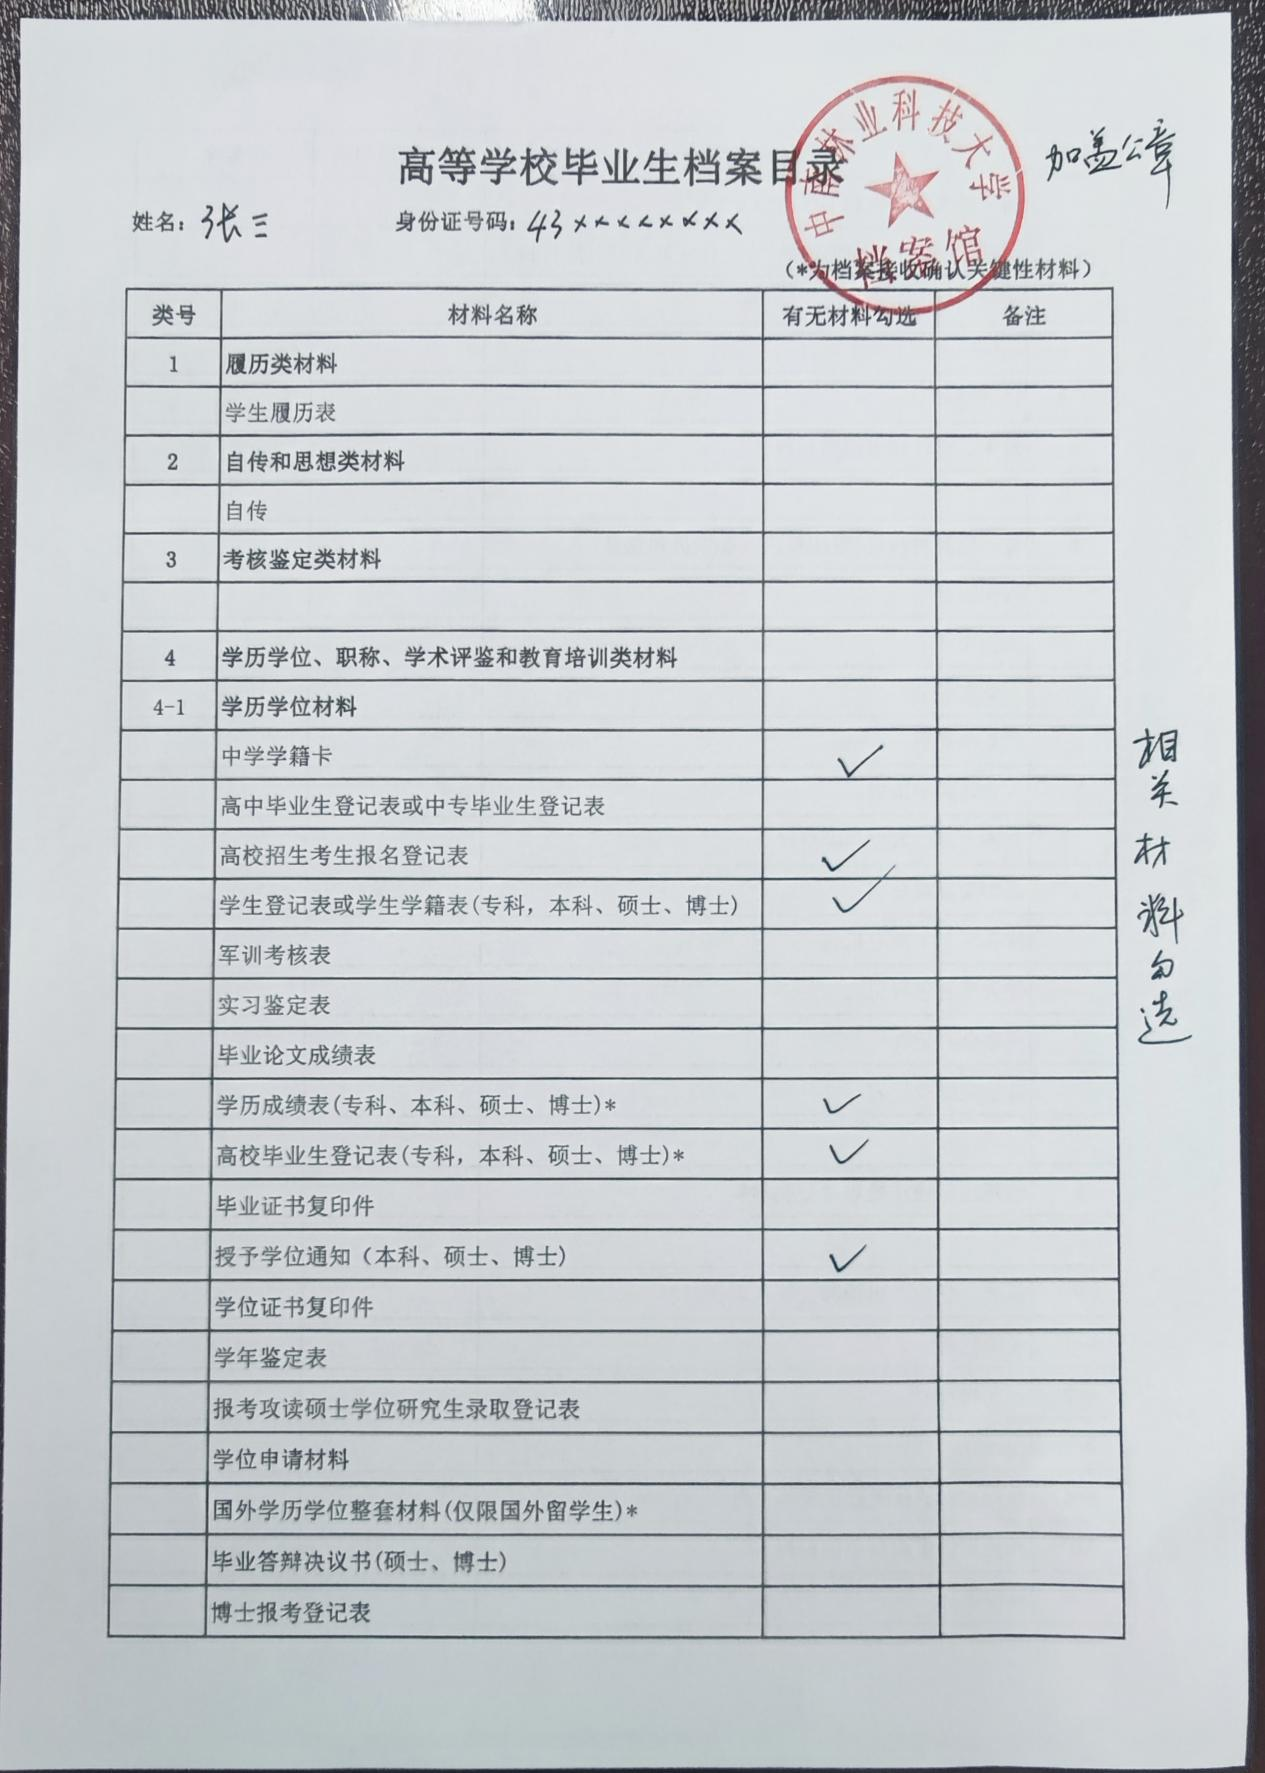 中南林业科技大学
档案馆
加盖公章
高等学校毕业生档案目录
姓名：张三 身份证号码：43××××××××
（*为档案接收确认关键性材料）
类号 材料名称 有无材料勾选 备注
1 履历类材料
学生履历表
2 自传和思想类材料
自传
3 考核鉴定类材料
4 学历学位、职称、学术评鉴和教育培训类材料
4-1 学历学位材料
中学学籍卡 ✓
高中毕业生登记表或中专毕业生登记表
高校招生考生报名登记表 ✓
学生登记表或学生学籍表(专科，本科、硕士、博士) ✓
军训考核表
实习鉴定表
毕业论文成绩表
学历成绩表(专科、本科、硕士、博士)* ✓
高校毕业生登记表(专科，本科、硕士、博士)* ✓
毕业证书复印件
授予学位通知（本科、硕士、博士） ✓
学位证书复印件
学年鉴定表
报考攻读硕士学位研究生录取登记表
学位申请材料
国外学历学位整套材料(仅限国外留学生)*
毕业答辩决议书(硕士、博士)
博士报考登记表
相关材料勾选